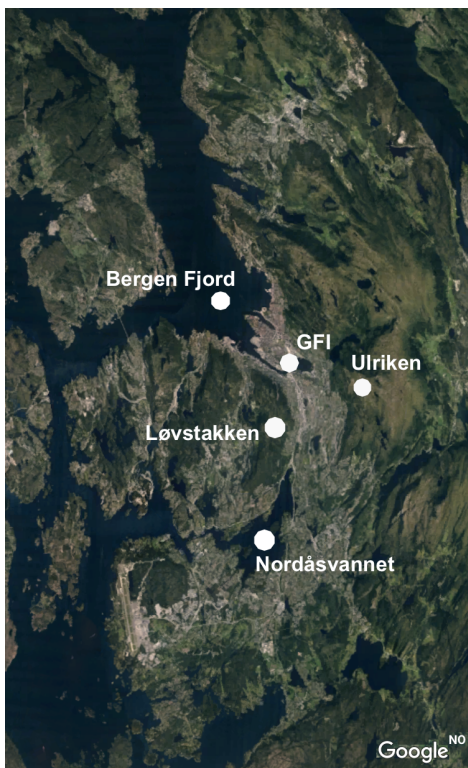 Bergen Fjord
GFI
Ulriken
Løvstakken
Nordåsvannet
Google NO